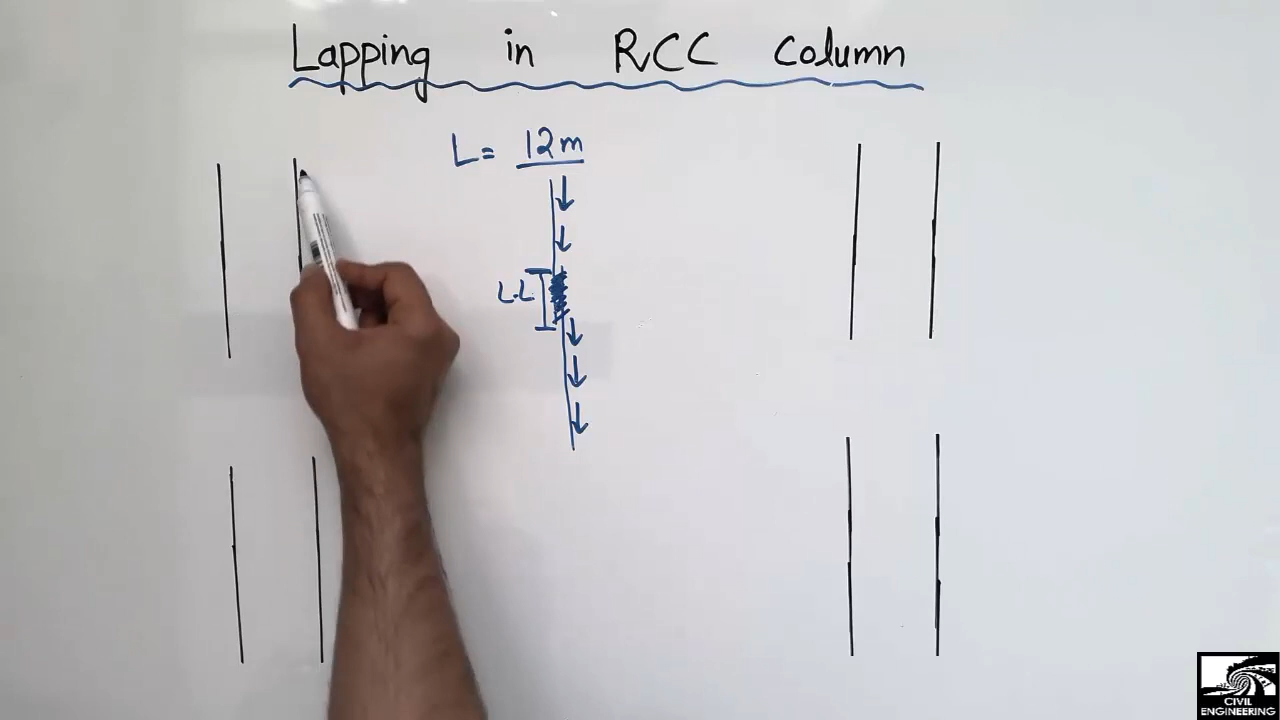 Lapping in RCC Column
L = 12m
L.L
CIVIL
ENGINEERING